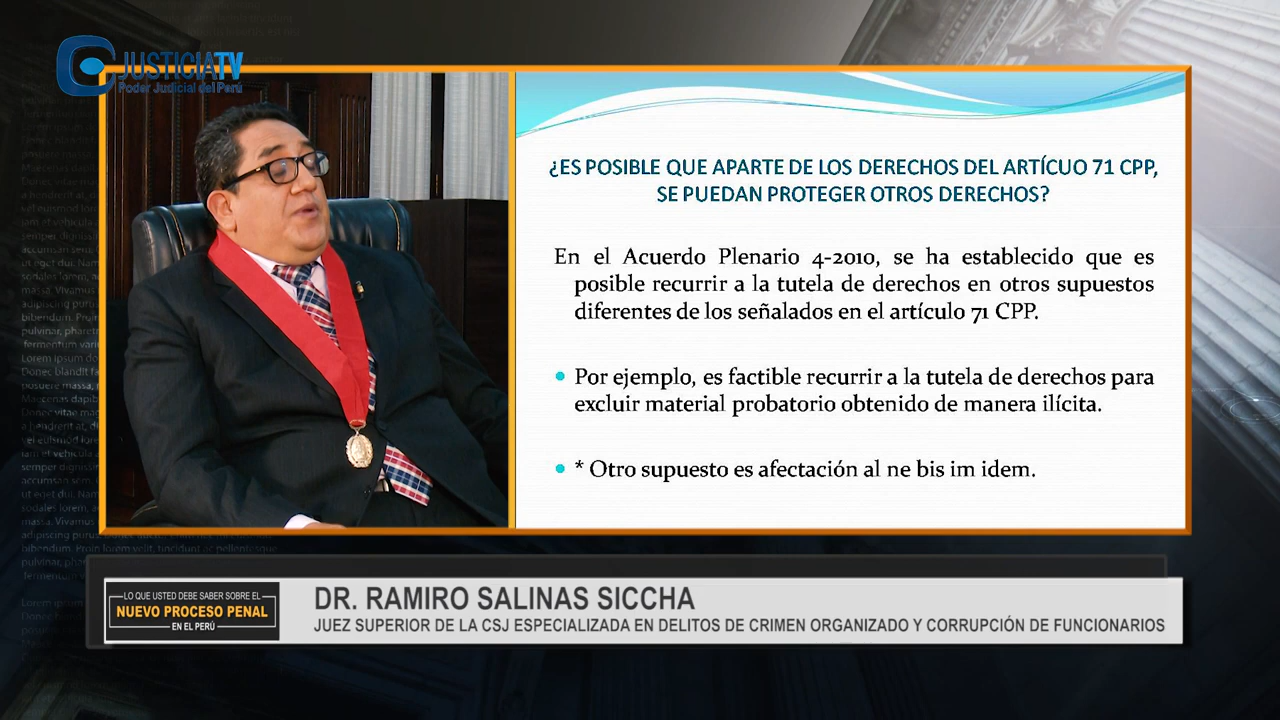 JUSTICIATV
Poder Judicial del Perú
¿ES POSIBLE QUE APARTE DE LOS DERECHOS DEL ARTÍCUO 71 CPP,
SE PUEDAN PROTEGER OTROS DERECHOS?
En el Acuerdo Plenario 4-2010, se ha establecido que es
posible recurrir a la tutela de derechos en otros supuestos
diferentes de los señalados en el artículo 71 CPP.
• Por ejemplo, es factible recurrir a la tutela de derechos para
excluir material probatorio obtenido de manera ilícita.
• * Otro supuesto es afectación al ne bis im idem.
LO QUE USTED DEBE SABER SOBRE EL
NUEVO PROCESO PENAL
EN EL PERÚ
DR. RAMIRO SALINAS SICCHA
JUEZ SUPERIOR DE LA CSJ ESPECIALIZADA EN DELITOS DE CRIMEN ORGANIZADO Y CORRUPCIÓN DE FUNCIONARIOS